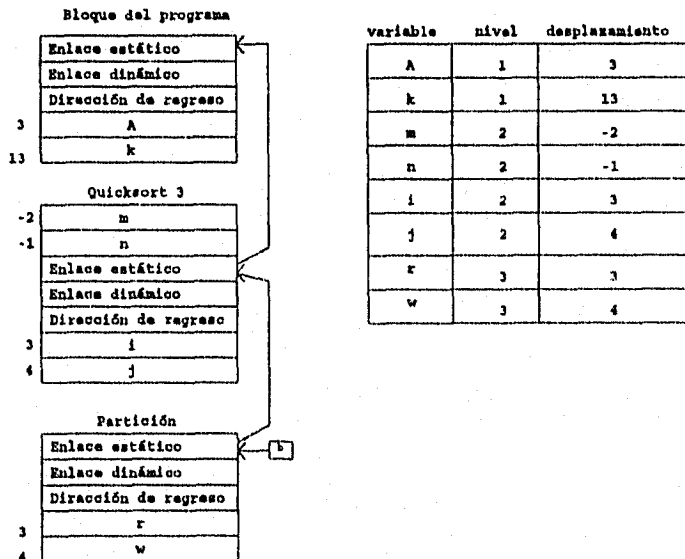 Bloque del programa
Enlace estático
Enlace dinámico
Dirección de regreso
3 A
13 k
Quicksort 3
-2 m
-1 n
Enlace estático
Enlace dinámico
Dirección de regreso
3 i
4 j
Partición
Enlace estático
b
Enlace dinámico
Dirección de regreso
3 r
4 w
variable nivel desplazamiento
A 1 3
k 1 13
m 2 -2
n 2 -1
i 2 3
j 2 4
r 3 3
w 3 4